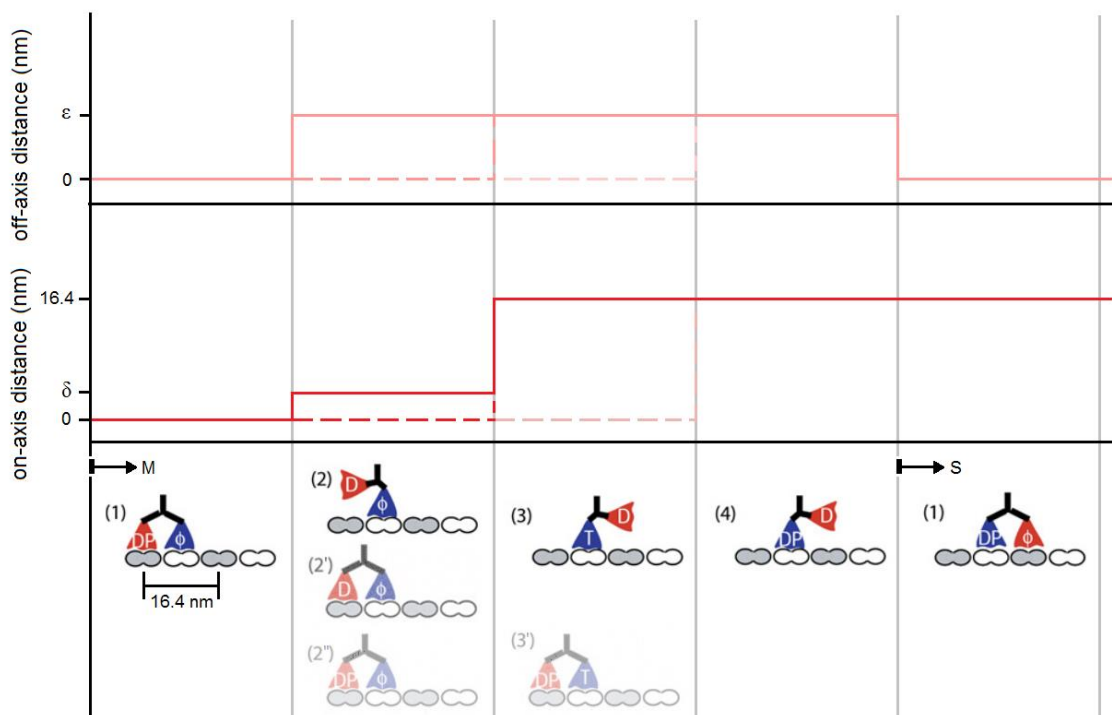 off-axis distance (nm)
ε
0
on-axis distance (nm)
16.4
δ
0
M
S
(1)
DP
ϕ
16.4 nm
(2)
D
ϕ
(2')
D
ϕ
(2")
DP
ϕ
(3)
T
D
(3')
DP
T
(4)
DP
D
(1)
DP
ϕ